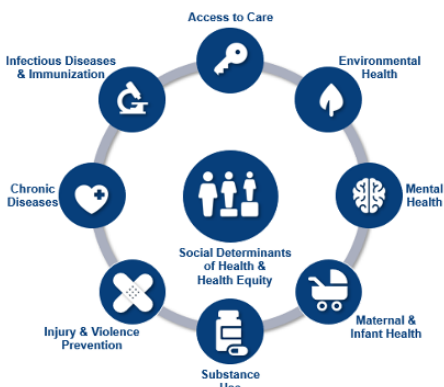 Access to Care
Infectious Diseases
& Immunization
Environmental
Health
Chronic
Diseases
Mental
Health
Social Determinants
of Health &
Health Equity
Injury & Violence
Prevention
Maternal &
Infant Health
Substance
Use